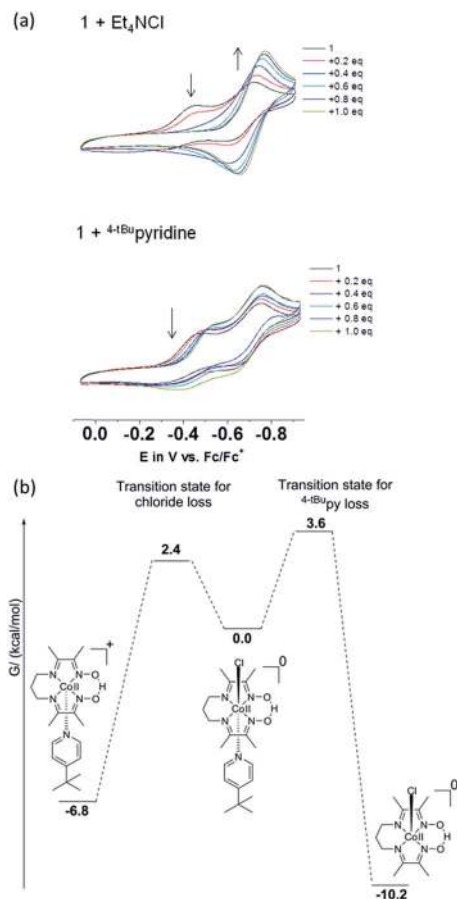 (a)
1 + Et₄NCl
1
+0.2 eq
+0.4 eq
+0.6 eq
+0.8 eq
+1.0 eq
1 + ⁴⁻ᵗᴮᵘpyridine
1
+ 0.2 eq
+ 0.4 eq
+ 0.6 eq
+ 0.8 eq
+ 1.0 eq
0.0 -0.2 -0.4 -0.6 -0.8
E in V vs. Fc/Fc⁺
(b)
Transition state for
chloride loss
Transition state for
⁴⁻ᵗᴮᵘpy loss
G/ (kcal/mol)
2.4
3.6
0.0
-6.8
-10.2
+
N N O
CoII H
N N O
N
0
Cl
N N O
CoII H
N N O
N
0
Cl
N N O
CoII H
N N O